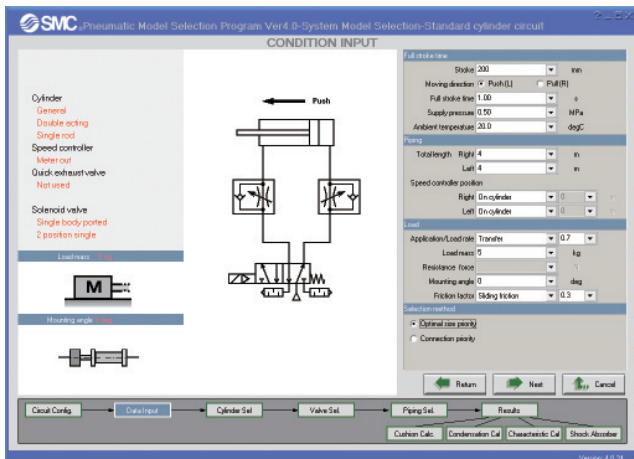 SMC Pneumatic Model Selection Program Ver4.0-System Model Selection-Standard cylinder circuit
CONDITION INPUT
Cylinder
General
Double acting
Single rod
Speed controller
Meter out
Quick exhaust valve
Not used
Solenoid valve
Single body ported
2 position single
Load mass
M
Mounting angle
Push
Full stroke time
Stroke 200 mm
Moving direction Push(L) Pull(R)
Full stroke time 1.00 s
Supply pressure 0.50 MPa
Ambient temperature 20.0 degC
Piping
Total length Right 4 m
Left 4 m
Speed controller position
Right On cylinder 0 m
Left On cylinder 0 m
Load
Application/Load rate Transfer 0.7
Load mass 5 kg
Resistance force
Mounting angle 0 deg
Friction factor Sliding friction 0.3
Selection method
Optimal size priority
Connection priority
Return Next Cancel
Circuit Config. Data Input Cylinder Sel Valve Sel. Piping Sel. Results
Cushion Calc. Condensation Cal Characteristic Cal Shock Absorber